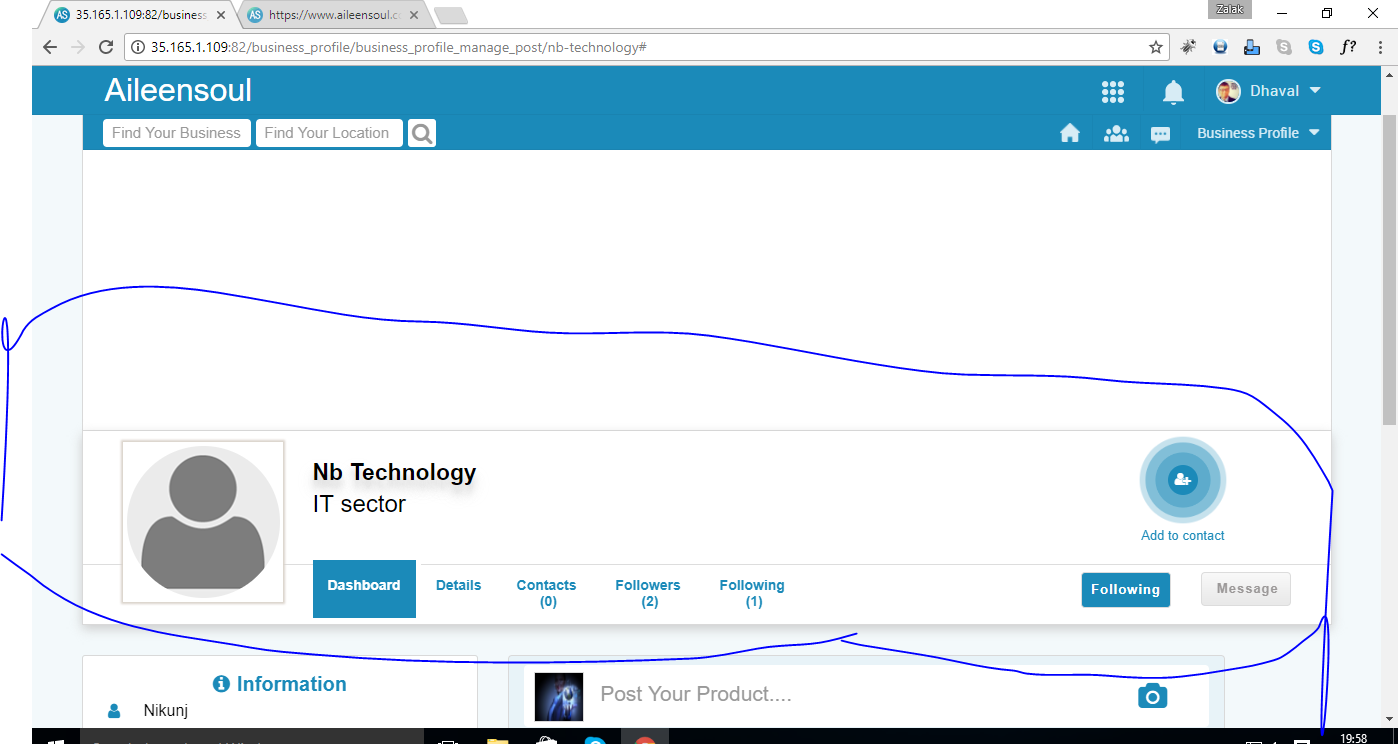 Zalak
AS 35.165.1.109:82/business
AS https://www.aileensoul.c
35.165.1.109:82/business_profile/business_profile_manage_post/nb-technology#
f?
Aileensoul
Dhaval
Find Your Business
Find Your Location
Business Profile
Nb Technology
IT sector
Add to contact
Dashboard
Details
Contacts
(0)
Followers
(2)
Following
(1)
Following
Message
Information
Post Your Product....
Nikunj
19:58